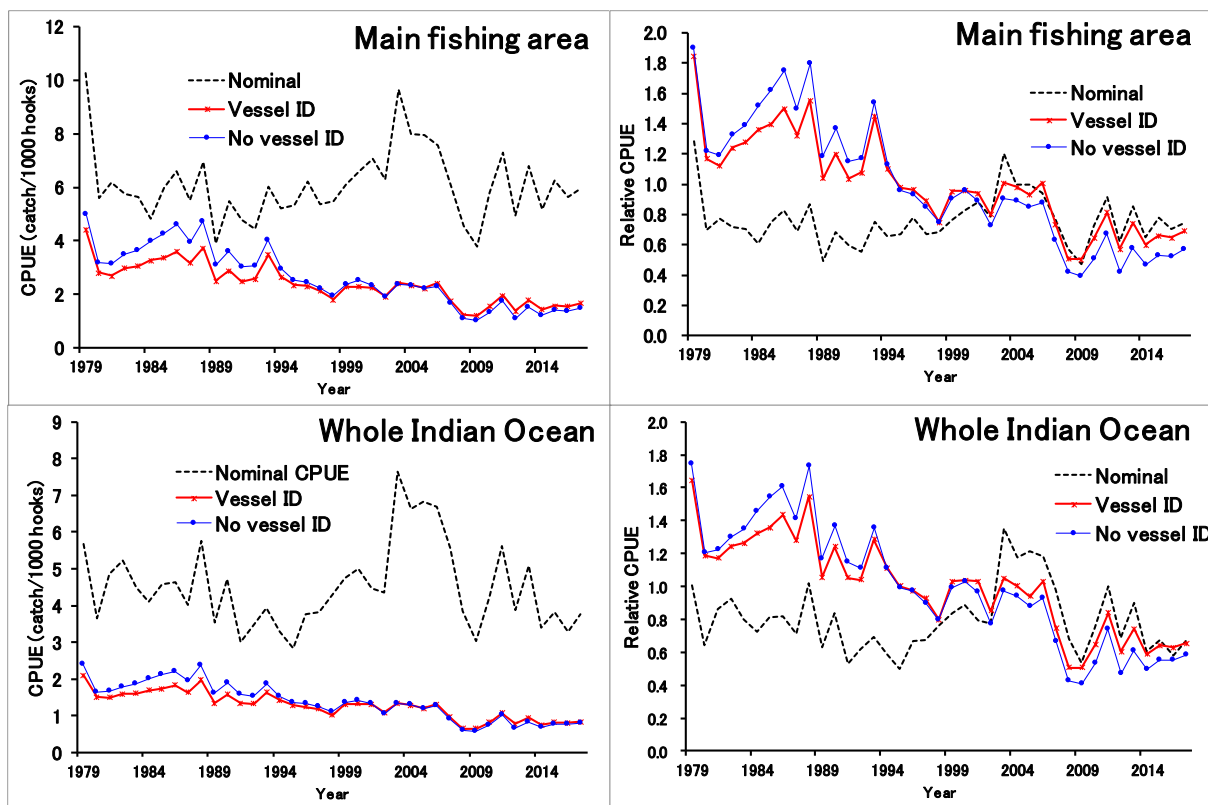 Main fishing area
CPUE (catch/1000 hooks)
12
10
8
6
4
2
0
Nominal
Vessel ID
No vessel ID
1979 1984 1989 1994 1999 2004 2009 2014
Year
Main fishing area
Relative CPUE
2.0
1.8
1.6
1.4
1.2
1.0
0.8
0.6
0.4
0.2
0.0
Nominal
Vessel ID
No vessel ID
1979 1984 1989 1994 1999 2004 2009 2014
Year
Whole Indian Ocean
CPUE (catch/1000 hooks)
9
8
7
6
5
4
3
2
1
0
Nominal CPUE
Vessel ID
No vessel ID
1979 1984 1989 1994 1999 2004 2009 2014
Year
Whole Indian Ocean
Relative CPUE
2.0
1.8
1.6
1.4
1.2
1.0
0.8
0.6
0.4
0.2
0.0
Nominal
Vessel ID
No vessel ID
1979 1984 1989 1994 1999 2004 2009 2014
Year